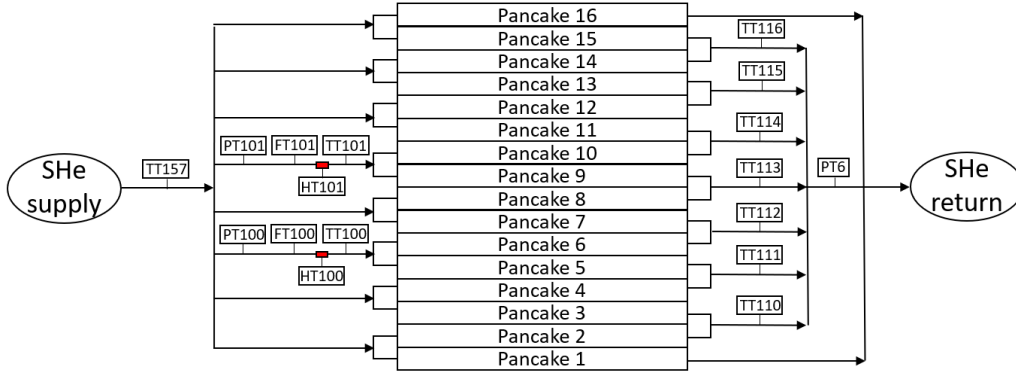 SHe
supply
TT157
PT101
FT101
TT101
HT101
PT100
FT100
TT100
HT100
Pancake 16
Pancake 15
Pancake 14
Pancake 13
Pancake 12
Pancake 11
Pancake 10
Pancake 9
Pancake 8
Pancake 7
Pancake 6
Pancake 5
Pancake 4
Pancake 3
Pancake 2
Pancake 1
TT116
TT115
TT114
TT113
TT112
TT111
TT110
PT6
SHe
return